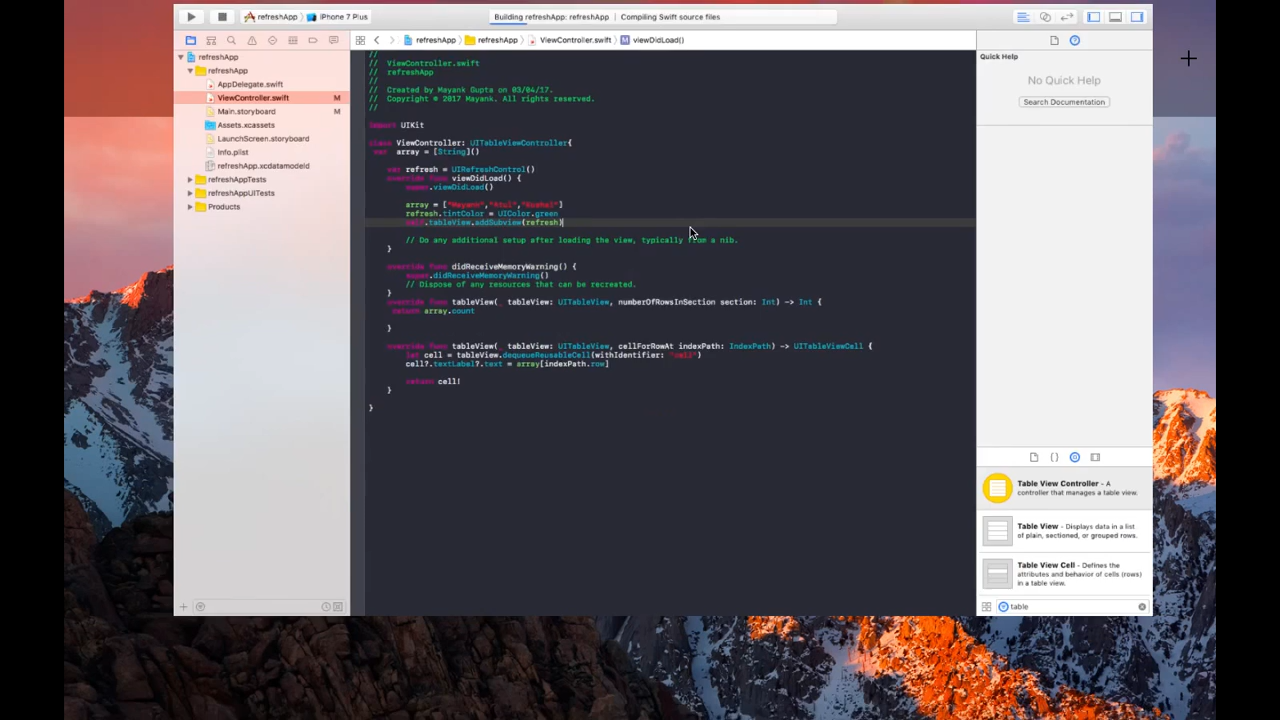 refreshApp iPhone 7 Plus
Building refreshApp: refreshApp | Compiling Swift source files
refreshApp refreshApp ViewController.swift M viewDidLoad()
refreshApp
refreshApp
AppDelegate.swift
ViewController.swift M
Main.storyboard M
Assets.xcassets
LaunchScreen.storyboard
Info.plist
refreshApp.xcdatamodeld
refreshAppTests
refreshAppUITests
Products
//
// ViewController.swift
// refreshApp
//
// Created by Mayank Gupta on 03/04/17.
// Copyright © 2017 Mayank. All rights reserved.
//
import UIKit
class ViewController: UITableViewController{
var array = [String]()
var refresh = UIRefreshControl()
override func viewDidLoad() {
super.viewDidLoad()
array = ["Mayank","Atul",
refresh.tintColor = UIColor.green
self.tableView.addSubview(refresh)
// Do any additional setup after loading the view, typically from a nib.
}
override func didReceiveMemoryWarning() {
super.didReceiveMemoryWarning()
// Dispose of any resources that can be recreated.
}
override func tableView(_ tableView: UITableView, numberOfRowsInSection section: Int) -> Int {
return array.count
}
override func tableView(_ tableView: UITableView, cellForRowAt indexPath: IndexPath) -> UITableViewCell {
let cell = tableView.dequeueReusableCell(withIdentifier: "cell")
cell?.textLabel?.text = array[indexPath.row]
return cell!
}
}
Quick Help
No Quick Help
Search Documentation
{ }
Table View Controller - A
controller that manages a table view.
Table View - Displays data in a list
of plain, sectioned, or grouped rows.
Table View Cell - Defines the
attributes and behavior of cells (rows)
in a table view.
table